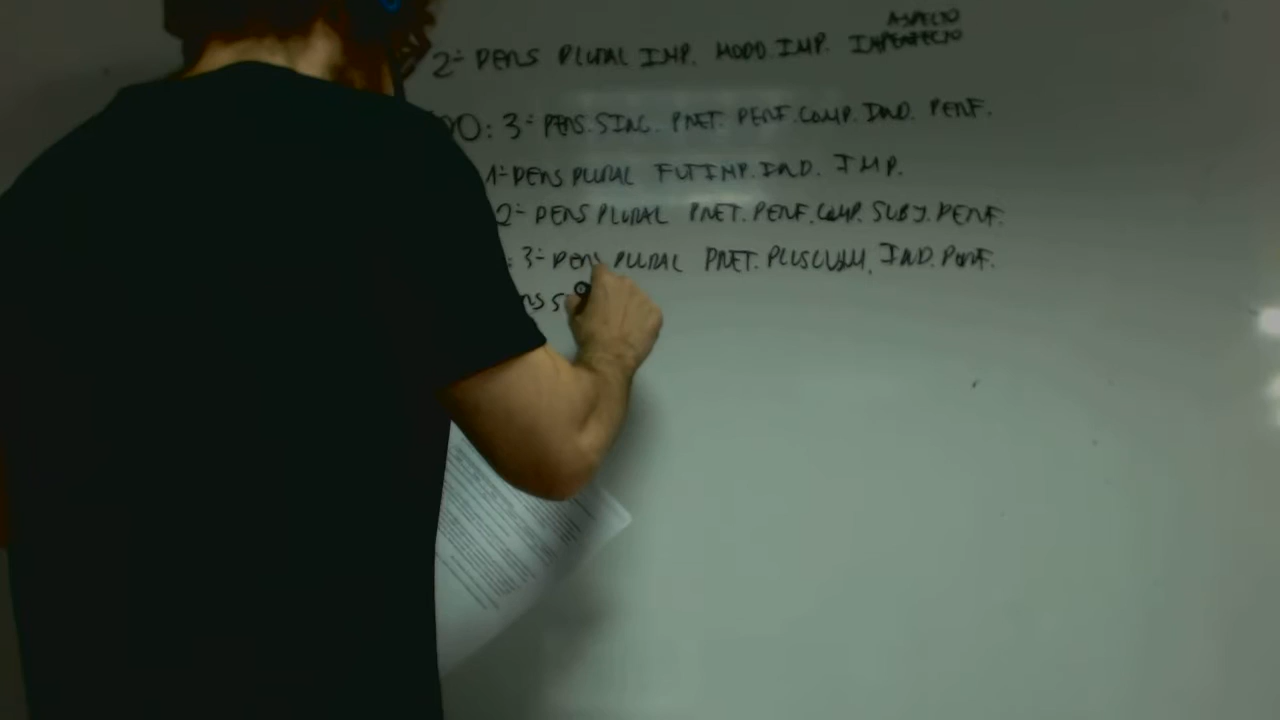 ASPECTO
2ª PERS PLURAL IMP. MODO. IMP. IMPERFECTO
DO: 3ª PERS. SING. PRET. PERF. COMP. IND. PERF.
1ª PERS PLURAL FUT IMP. IND. IMP.
2ª PERS PLURAL PRET. PERF. COMP. SUBJ. PERF.
: 3ª PERS PLURAL PRET. PLUSCUAM. IND. PERF.
RS S